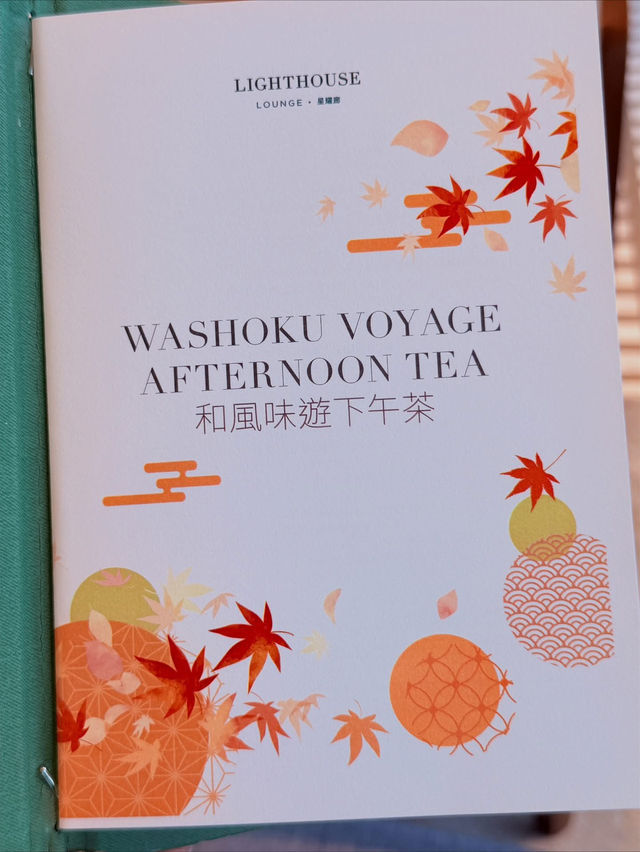 LIGHTHOUSE
LOUNGE • 星耀廊
WASHOKU VOYAGE
AFTERNOON TEA
和風味遊下午茶